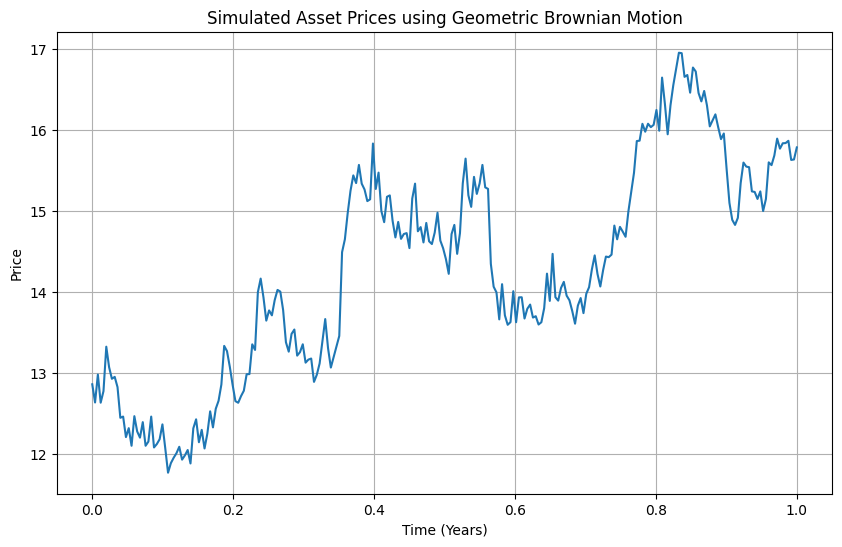 Simulated Asset Prices using Geometric Brownian Motion
Price
17
16
15
14
13
12
0.0 0.2 0.4 0.6 0.8 1.0
Time (Years)